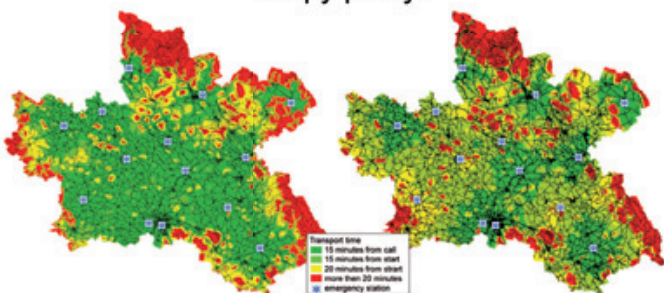 Transport time
15 minutes from call
15 minutes from start
20 minutes from strart
more then 20 minutes
emergency station